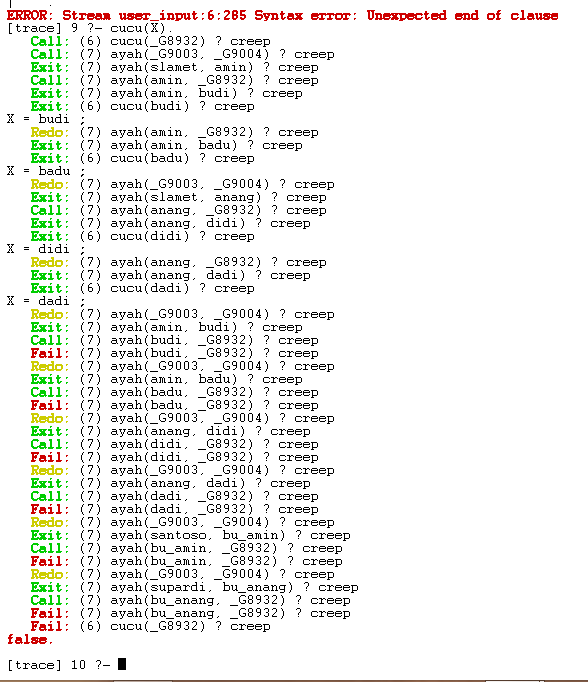 ERROR: Stream user_input:6:285 Syntax error: Unexpected end of clause
[trace] 9 ?- cucu(X).
Call: (6) cucu(_G8932) ? creep
Call: (7) ayah(_G9003, _G9004) ? creep
Exit: (7) ayah(slamet, amin) ? creep
Call: (7) ayah(amin, _G8932) ? creep
Exit: (7) ayah(amin, budi) ? creep
Exit: (6) cucu(budi) ? creep
X = budi ;
Redo: (7) ayah(amin, _G8932) ? creep
Exit: (7) ayah(amin, badu) ? creep
Exit: (6) cucu(badu) ? creep
X = badu ;
Redo: (7) ayah(_G9003, _G9004) ? creep
Exit: (7) ayah(slamet, anang) ? creep
Call: (7) ayah(anang, _G8932) ? creep
Exit: (7) ayah(anang, didi) ? creep
Exit: (6) cucu(didi) ? creep
X = didi ;
Redo: (7) ayah(anang, _G8932) ? creep
Exit: (7) ayah(anang, dadi) ? creep
Exit: (6) cucu(dadi) ? creep
X = dadi ;
Redo: (7) ayah(_G9003, _G9004) ? creep
Exit: (7) ayah(amin, budi) ? creep
Call: (7) ayah(budi, _G8932) ? creep
Fail: (7) ayah(budi, _G8932) ? creep
Redo: (7) ayah(_G9003, _G9004) ? creep
Exit: (7) ayah(amin, badu) ? creep
Call: (7) ayah(badu, _G8932) ? creep
Fail: (7) ayah(badu, _G8932) ? creep
Redo: (7) ayah(_G9003, _G9004) ? creep
Exit: (7) ayah(anang, didi) ? creep
Call: (7) ayah(didi, _G8932) ? creep
Fail: (7) ayah(didi, _G8932) ? creep
Redo: (7) ayah(_G9003, _G9004) ? creep
Exit: (7) ayah(anang, dadi) ? creep
Call: (7) ayah(dadi, _G8932) ? creep
Fail: (7) ayah(dadi, _G8932) ? creep
Redo: (7) ayah(_G9003, _G9004) ? creep
Exit: (7) ayah(santoso, bu_amin) ? creep
Call: (7) ayah(bu_amin, _G8932) ? creep
Fail: (7) ayah(bu_amin, _G8932) ? creep
Redo: (7) ayah(_G9003, _G9004) ? creep
Exit: (7) ayah(supardi, bu_anang) ? creep
Call: (7) ayah(bu_anang, _G8932) ? creep
Fail: (7) ayah(bu_anang, _G8932) ? creep
Fail: (6) cucu(_G8932) ? creep
false.
[trace] 10 ?-